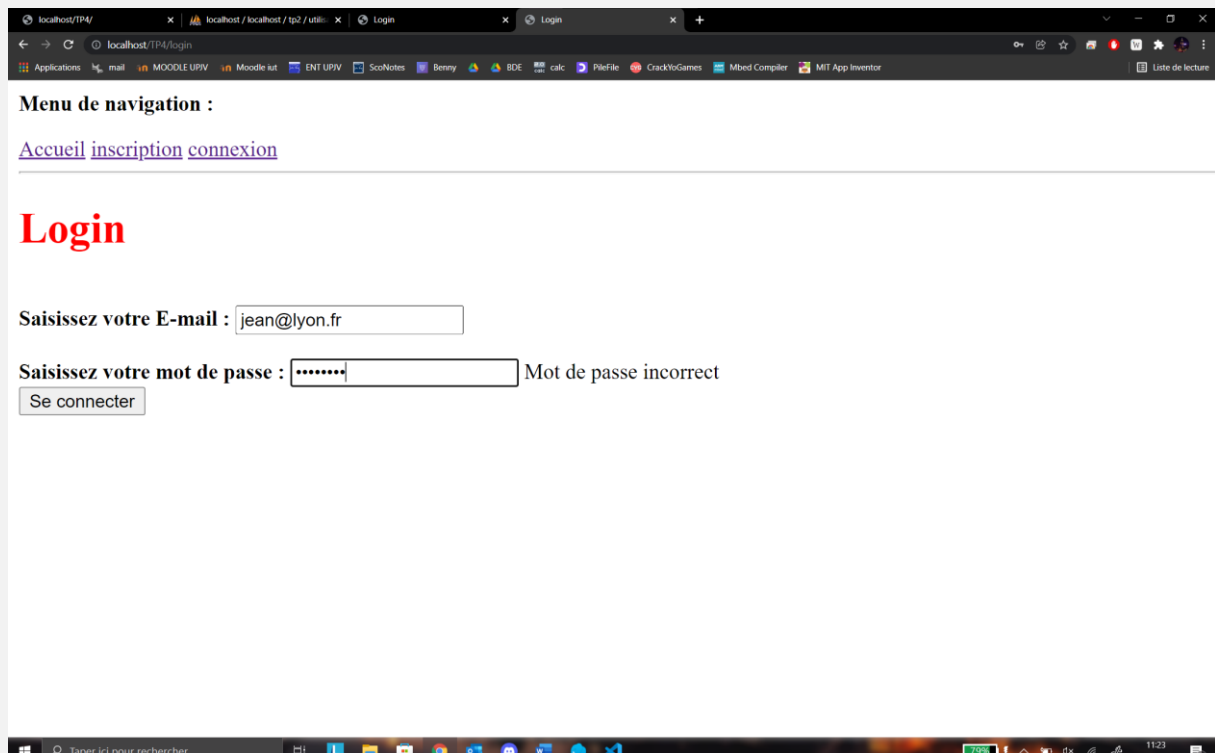 localhost/TP4/ localhost / localhost / tp2 / utilis Login Login
localhost/TP4/login
Applications mail MOODLE UPJV Moodle iut ENT UPJV ScoNotes Benny BDE calc PileFile CrackYoGames Mbed Compiler MIT App Inventor Liste de lecture
Menu de navigation :
Accueil inscription connexion
Login
Saisissez votre E-mail : jean@lyon.fr
Saisissez votre mot de passe : •••••••• Mot de passe incorrect
Se connecter
Taper ici pour rechercher 79% 11:23